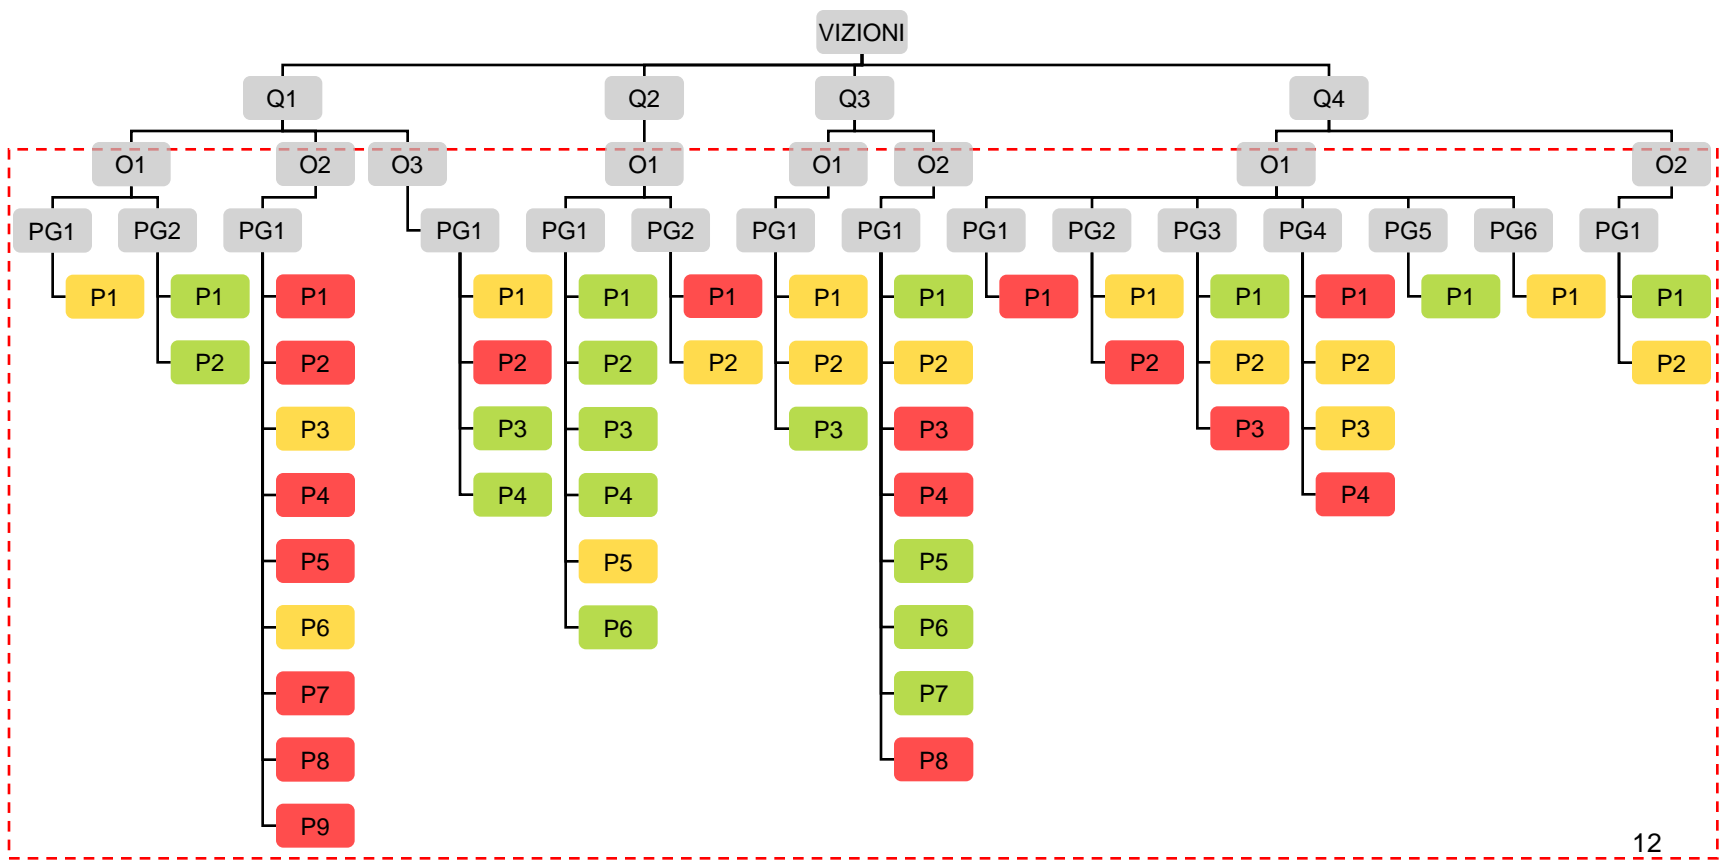 VIZIONI
Q1 Q2 Q3 Q4
O1 O2 O3 O1 O1 O2 O1 O2
PG1 PG2 PG1 PG1 PG1 PG2 PG1 PG1 PG1 PG2 PG3 PG4 PG5 PG6 PG1
P1 P1 P1 P1 P1 P1 P1 P1 P1 P1 P1 P1 P1 P1 P1
P2 P2 P2 P2 P2 P2 P2 P2 P2 P2 P2
P3 P3 P3 P3 P3 P3 P3
P4 P4 P4 P4 P4
P5 P5 P5
P6 P6 P6
P7 P7
P8 P8
P9
12